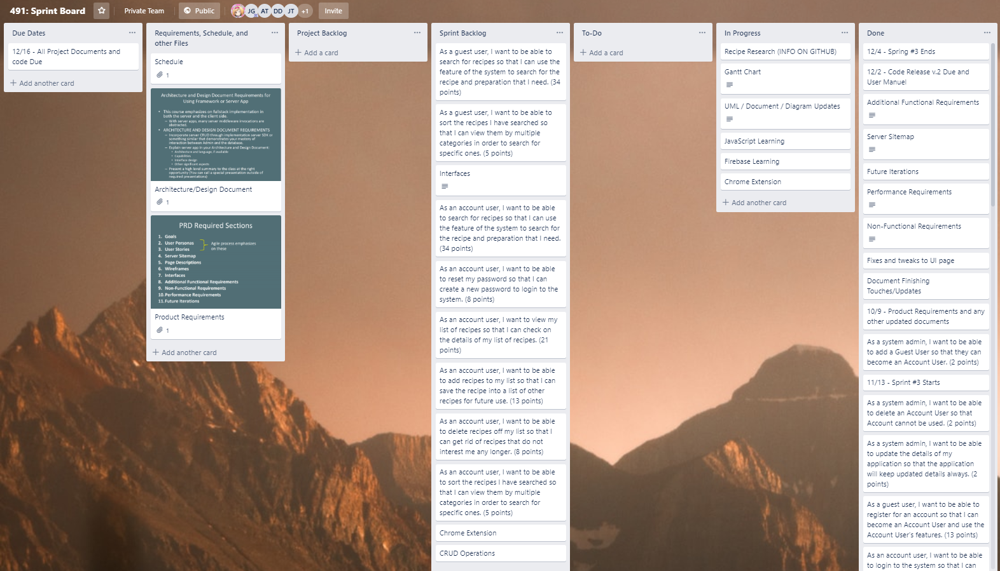 491: Sprint Board
Private Team
Public
JG
AT
DD
JT
+1
Invite
Due Dates
12/16 - All Project Documents and
code Due
+ Add another card
Requirements, Schedule, and
other Files
Schedule
1
Architecture and Design Document Requirements for
Using Framework or Server App
• This course emphasizes on fullstack implementation in
both the server and the client side.
– With server apps, many server middleware invocations are
abstracted.
• ARCHITECTURE AND DESIGN DOCUMENT REQUIREMENTS
– Incorporate server CRUD through implementation server SDK or
something similar that demonstrates your mastery of
interaction between Admin and the database.
– Explain server app in your Architecture and Design Document:
• Architecture and language, if available
• Capabilities
• Interface design
• Other significant aspects
– Present a high level summary to the class at the right
opportunity (You can call a special presentation outside of
required presentations)
Architecture/Design Document
1
PRD Required Sections
1. Goals
2. User Personas
3. User Stories
Agile process emphasizes
on these
4. Server Sitemap
5. Page Descriptions
6. Wireframes
7. Interfaces
8. Additional Functional Requirements
9. Non-Functional Requirements
10. Performance Requirements
11. Future Iterations
Product Requirements
1
+ Add another card
Project Backlog
+ Add a card
Sprint Backlog
As a guest user, I want to be able to
search for recipes so that I can use the
feature of the system to search for the
recipe and preparation that I need. (34
points)
As a guest user, I want to be able to
sort the recipes I have searched so
that I can view them by multiple
categories in order to search for
specific ones. (5 points)
Interfaces
As an account user, I want to be able
to search for recipes so that I can use
the feature of the system to search for
the recipe and preparation that I need.
(34 points)
As an account user, I want to be able
to reset my password so that I can
create a new password to login to the
system. (8 points)
As an account user, I want to view my
list of recipes so that I can check on
the details of my list of recipes. (21
points)
As an account user, I want to be able
to add recipes to my list so that I can
save the recipe into a list of other
recipes for future use. (13 points)
As an account user, I want to be able
to delete recipes off my list so that I
can get rid of recipes that do not
interest me any longer. (8 points)
As an account user, I want to be able
to sort the recipes I have searched so
that I can view them by multiple
categories in order to search for
specific ones. (5 points)
Chrome Extension
CRUD Operations
To-Do
+ Add a card
In Progress
Recipe Research (INFO ON GITHUB)
Gantt Chart
UML / Document / Diagram Updates
JavaScript Learning
Firebase Learning
Chrome Extension
+ Add another card
Done
12/4 - Spring #3 Ends
12/2 - Code Release v.2 Due and
User Manuel
Additional Functional Requirements
Server Sitemap
Future Iterations
Performance Requirements
Non-Functional Requirements
Fixes and tweaks to UI page
Document Finishing
Touches/Updates
10/9 - Product Requirements and any
other updated documents
As a system admin, I want to be able
to add a Guest User so that they can
become an Account User. (2 points)
11/13 - Sprint #3 Starts
As a system admin, I want to be able
to delete an Account User so that
Account cannot be used. (2 points)
As a system admin, I want to be able
to update the details of my
application so that the application
will keep updated details always. (2
points)
As a guest user, I want to be able to
register for an account so that I can
become an Account User and use the
Account User's features. (13 points)
As an account user, I want to be able
to login to the system so that I can